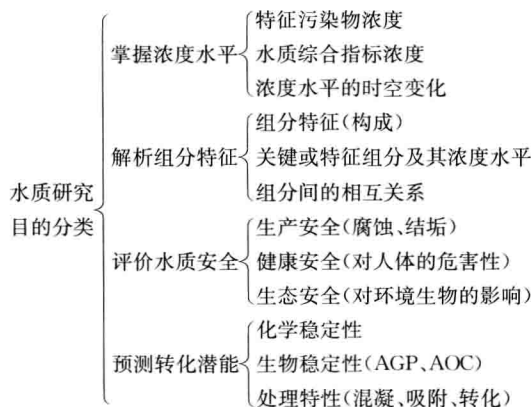 特征污染物浓度
掌握浓度水平
水质综合指标浓度
浓度水平的时空变化
组分特征(构成)
解析组分特征
关键或特征组分及其浓度水平
水质研究
目的分类
组分间的相互关系
生产安全(腐蚀、结垢)
评价水质安全
健康安全(对人体的危害性)
生态安全(对环境生物的影响)
化学稳定性
预测转化潜能
生物稳定性(AGP、AOC)
处理特性(混凝、吸附、转化)